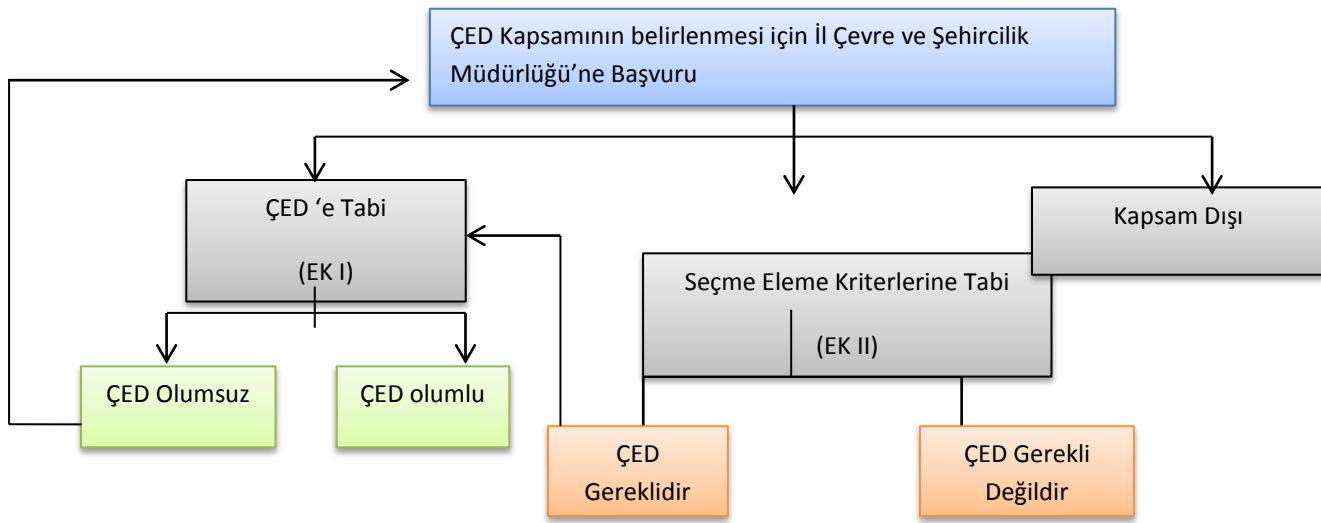 ÇED Kapsamının belirlenmesi için İl Çevre ve Şehircilik
Müdürlüğü’ne Başvuru
ÇED ‘e Tabi
(EK I)
Kapsam Dışı
Seçme Eleme Kriterlerine Tabi
(EK II)
ÇED Olumsuz
ÇED olumlu
ÇED
Gereklidir
ÇED Gerekli
Değildir